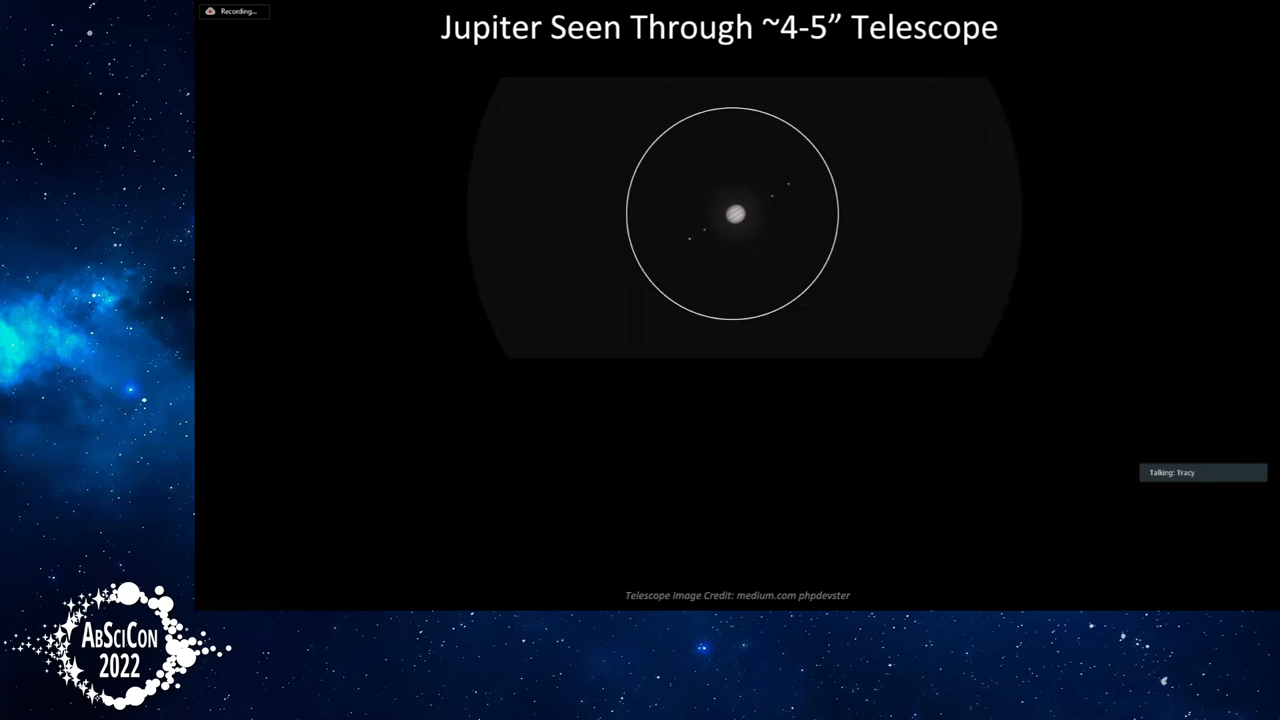 Recording...
Jupiter Seen Through ~4-5” Telescope
Talking: Tracy
Telescope Image Credit: medium.com phpdevster
AbSciCon
2022